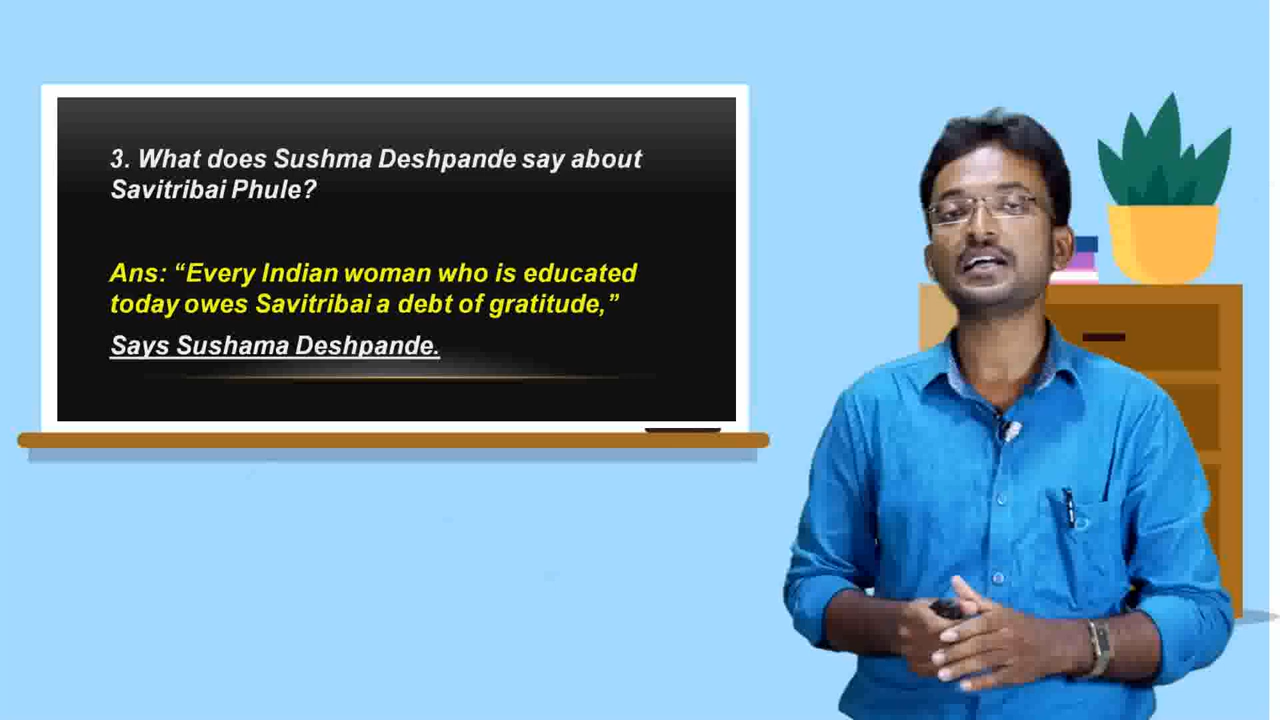 3. What does Sushma Deshpande say about
Savitribai Phule?
Ans: “Every Indian woman who is educated
today owes Savitribai a debt of gratitude,”
Says Sushama Deshpande.